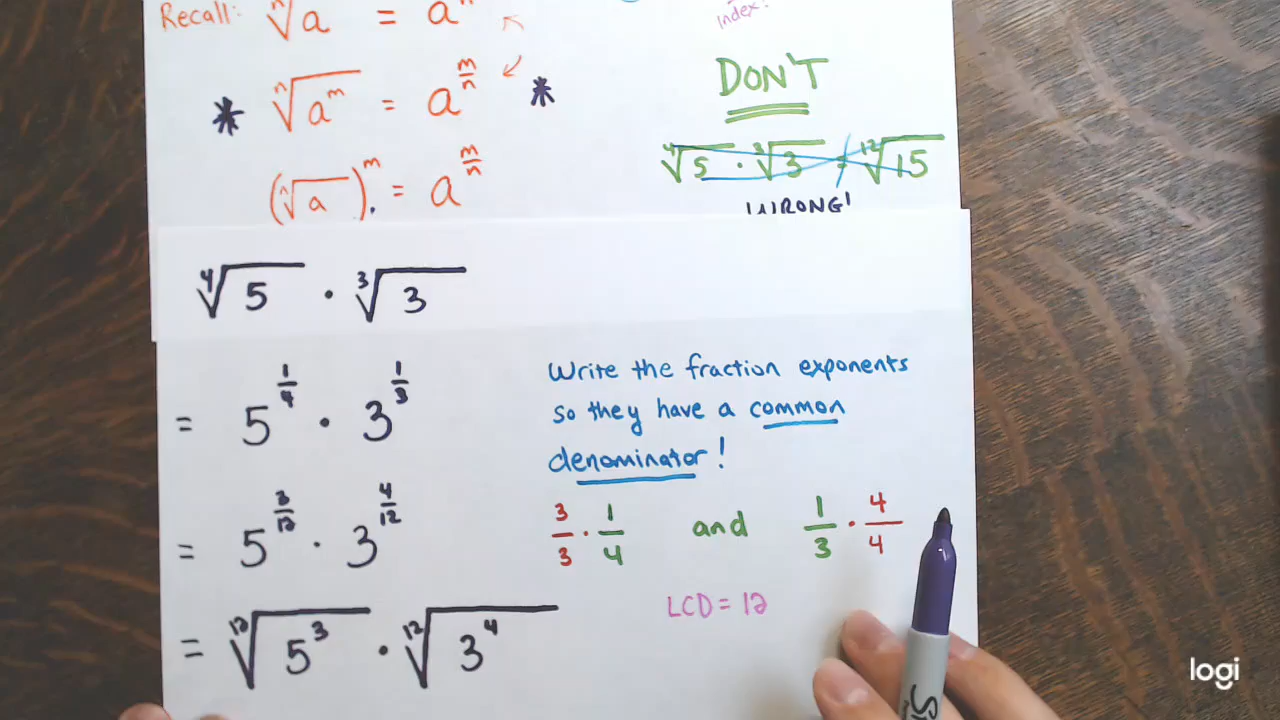 Recall: ⁿ√a = a
index.
* ⁿ√(a^m) = a^(m/n) *
DON'T
(ⁿ√a)^m = a^(m/n)
⁴√5 · ³√3 = ¹²√15
WRONG!
⁴√5 · ³√3
= 5^(1/4) · 3^(1/3)
Write the fraction exponents
so they have a common
denominator!
= 5^(3/12) · 3^(4/12)
3/3 · 1/4 and 1/3 · 4/4
LCD = 12
= ¹²√(5³) · ¹²√(3⁴)
logi